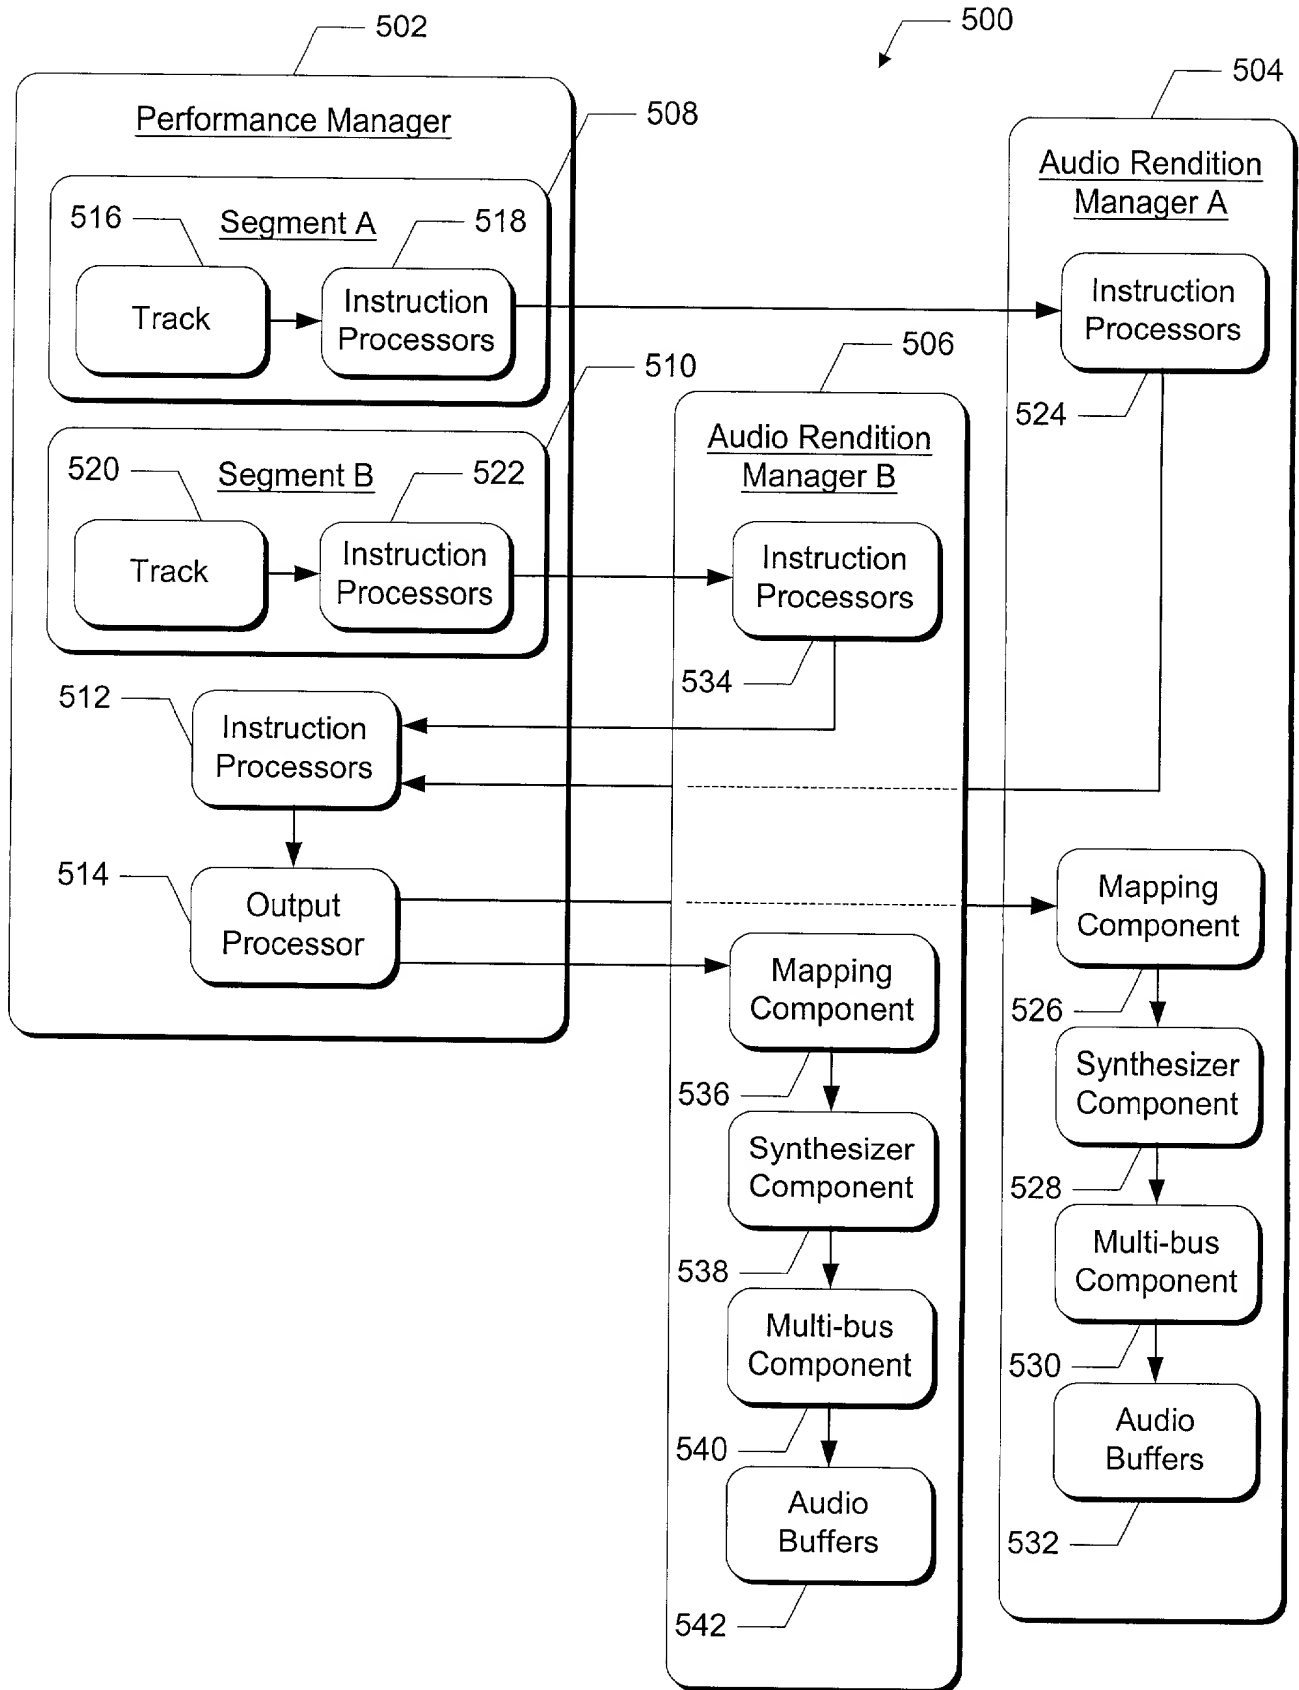 500
502
Performance Manager
508
Segment A
516
518
Track
Instruction
Processors
510
Segment B
520
522
Track
Instruction
Processors
512
Instruction
Processors
514
Output
Processor
506
Audio Rendition
Manager B
Instruction
Processors
534
Mapping
Component
536
Synthesizer
Component
538
Multi-bus
Component
540
Audio
Buffers
542
504
Audio Rendition
Manager A
Instruction
Processors
524
Mapping
Component
526
Synthesizer
Component
528
Multi-bus
Component
530
Audio
Buffers
532